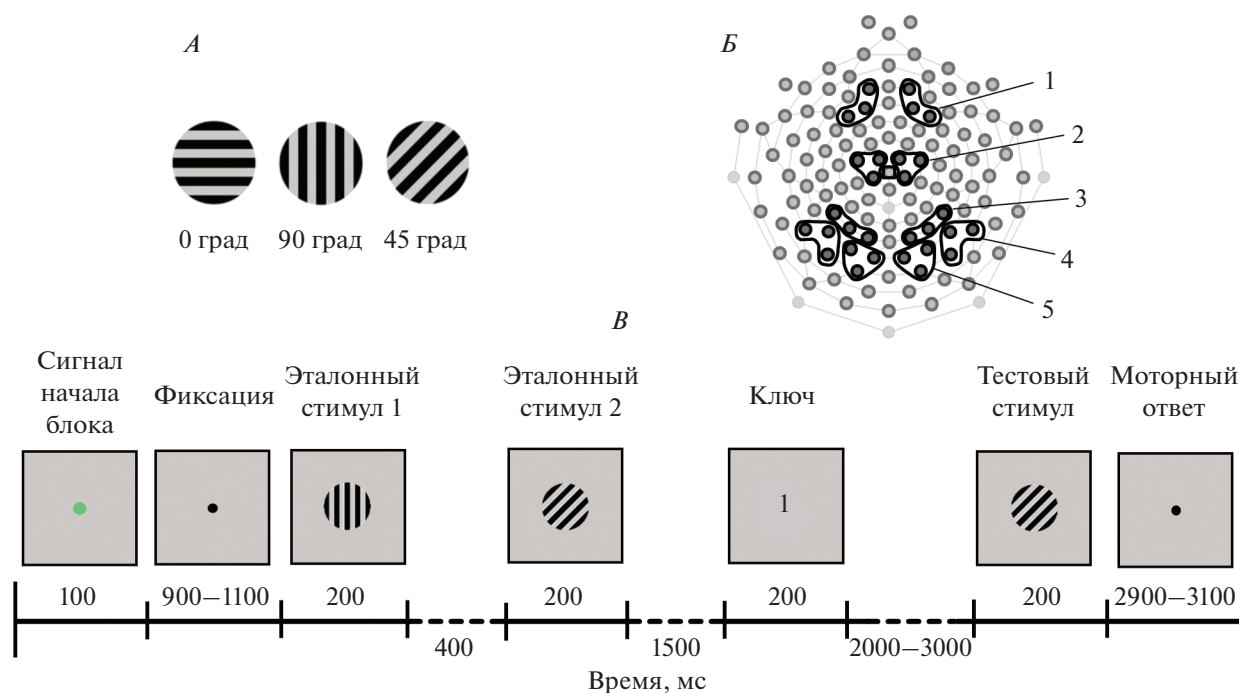 А
0 град 90 град 45 град
Б
1
2
3
4
5
В
Сигнал
начала
блока
Фиксация
Эталонный
стимул 1
Эталонный
стимул 2
Ключ
Тестовый
стимул
Моторный
ответ
1
100 900–1100 200 200 200 200 2900–3100
400 1500 2000–3000
Время, мс